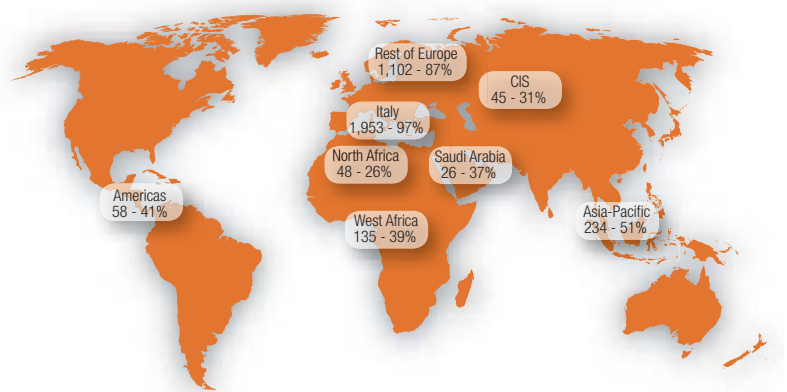 Rest of Europe
1,102 - 87%
CIS
45 - 31%
Italy
1,953 - 97%
North Africa
48 - 26%
Saudi Arabia
26 - 37%
Americas
58 - 41%
West Africa
135 - 39%
Asia-Pacific
234 - 51%